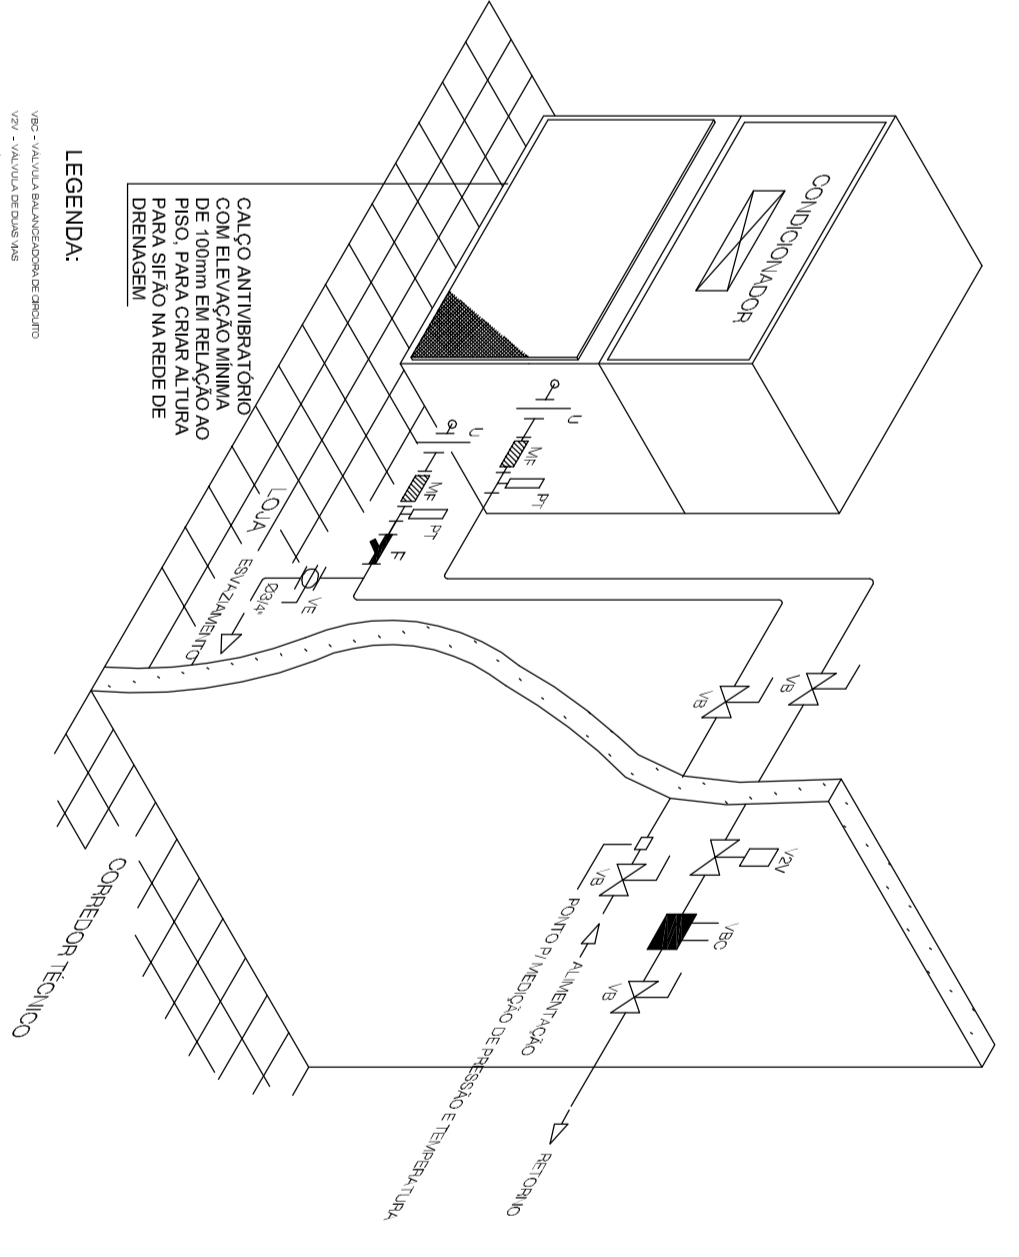 CONDICIONADOR
CALÇO ANTIVIBRATÓRIO
COM ELEVAÇÃO MÍNIMA
DE 100mm EM RELAÇÃO AO
PISO, PARA CRIAR ALTURA
PARA SIFÃO NA REDE DE
DRENAGEM
U
MF
PT
U
MF
PT
F
VE
Ø3/4"
ESVAZIAMENTO
LOJA
VB
VB
V2V
VBC
VB
VB
ALIMENTAÇÃO
PONTO P/ MEDIÇÃO DE PRESSÃO E TEMPERATURA
RETORNO
CORREDOR TÉCNICO
LEGENDA:
VBC - VÁLVULA BALANCEADORA DE CIRCUITO
V2V - VÁLVULA DE DUAS VIAS